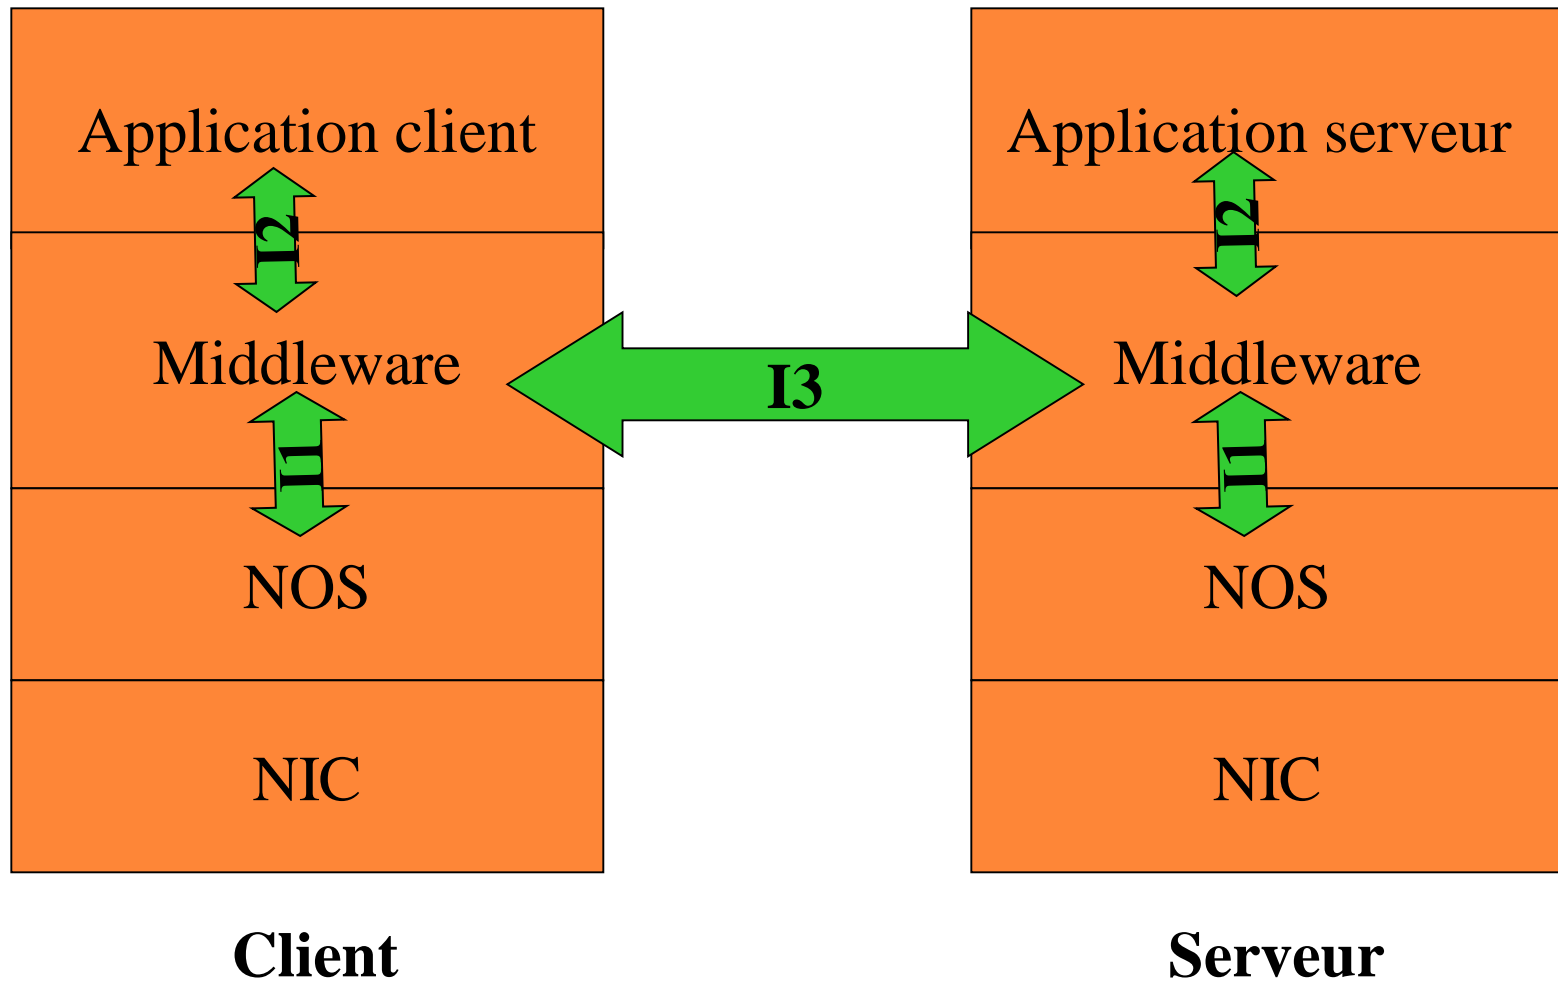 Application client
I2
Middleware
I1
NOS
NIC
Client
I3
Application serveur
I2
Middleware
I1
NOS
NIC
Serveur